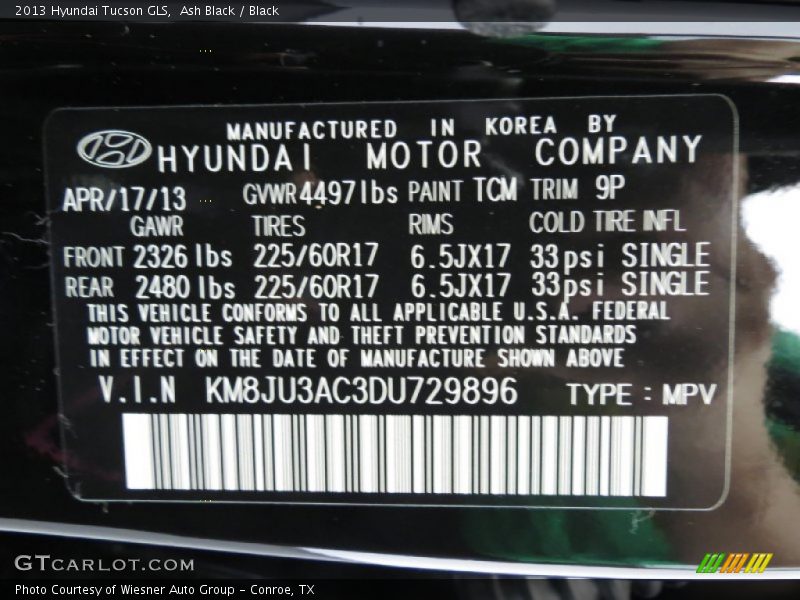 2013 Hyundai Tucson GLS,  Ash Black / Black
MANUFACTURED IN KOREA BY
HYUNDAI MOTOR COMPANY
APR/17/13 GVWR4497lbs PAINT TCM TRIM 9P
GAWR TIRES RIMS COLD TIRE INFL
FRONT 2326 lbs 225/60R17 6.5JX17 33psi SINGLE
REAR 2480 lbs 225/60R17 6.5JX17 33psi SINGLE
THIS VEHICLE CONFORMS TO ALL APPLICABLE U.S.A. FEDERAL
MOTOR VEHICLE SAFETY AND THEFT PREVENTION STANDARDS
IN EFFECT ON THE DATE OF MANUFACTURE SHOWN ABOVE
V.I.N KM8JU3AC3DU729896 TYPE : MPV
GTCARLOT.COM
Photo Courtesy of Wiesner Auto Group - Conroe, TX